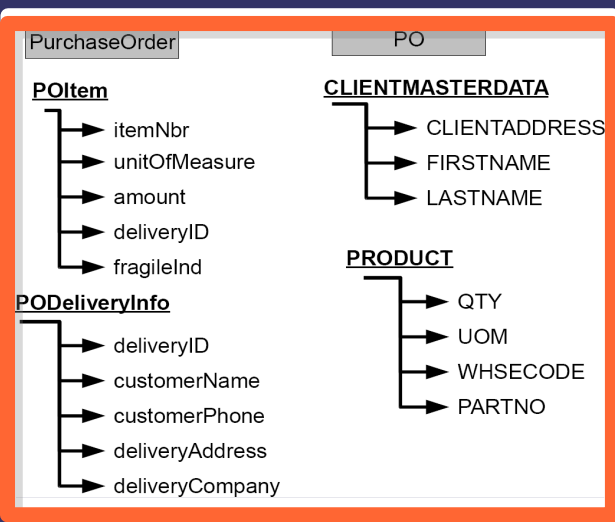 PurchaseOrder
POItem
itemNbr
unitOfMeasure
amount
deliveryID
fragileInd
PODeliveryInfo
deliveryID
customerName
customerPhone
deliveryAddress
deliveryCompany
PO
CLIENTMASTERDATA
CLIENTADDRESS
FIRSTNAME
LASTNAME
PRODUCT
QTY
UOM
WHSECODE
PARTNO